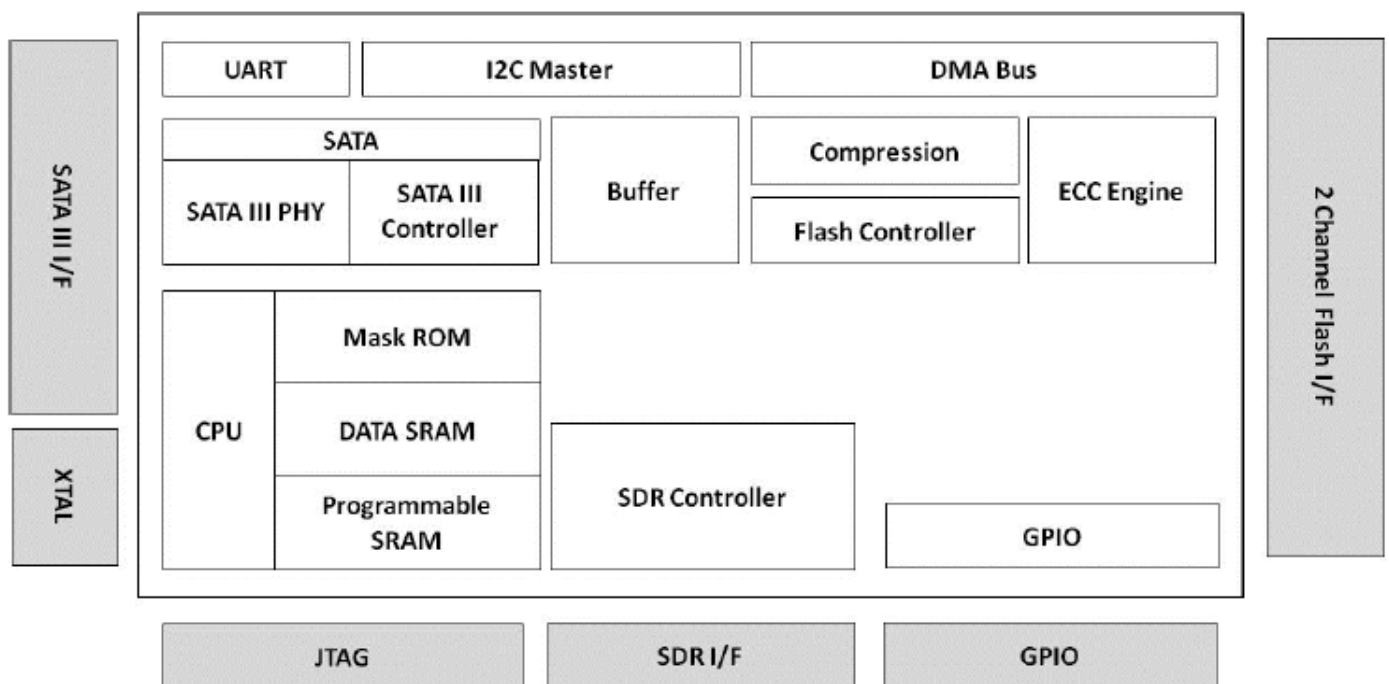 UART
I2C Master
DMA Bus
SATA
SATA III PHY
SATA III
Controller
Buffer
Compression
Flash Controller
ECC Engine
SATA III I/F
2 Channel Flash I/F
CPU
Mask ROM
DATA SRAM
Programmable
SRAM
SDR Controller
GPIO
XTAL
JTAG
SDR I/F
GPIO